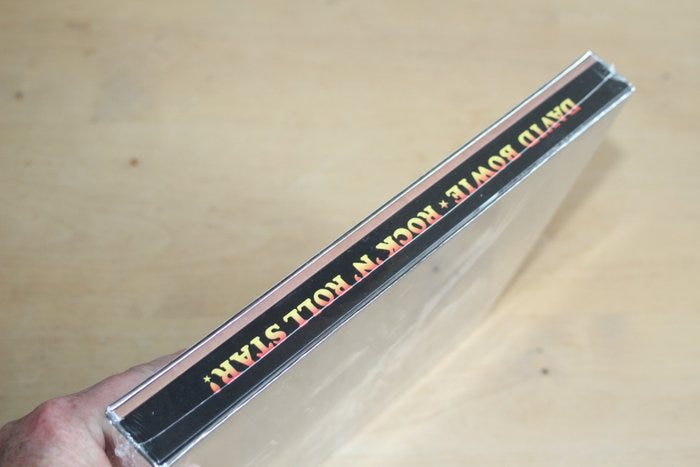 DAVID BOWIE ★ ROCK 'N' ROLL STAR!